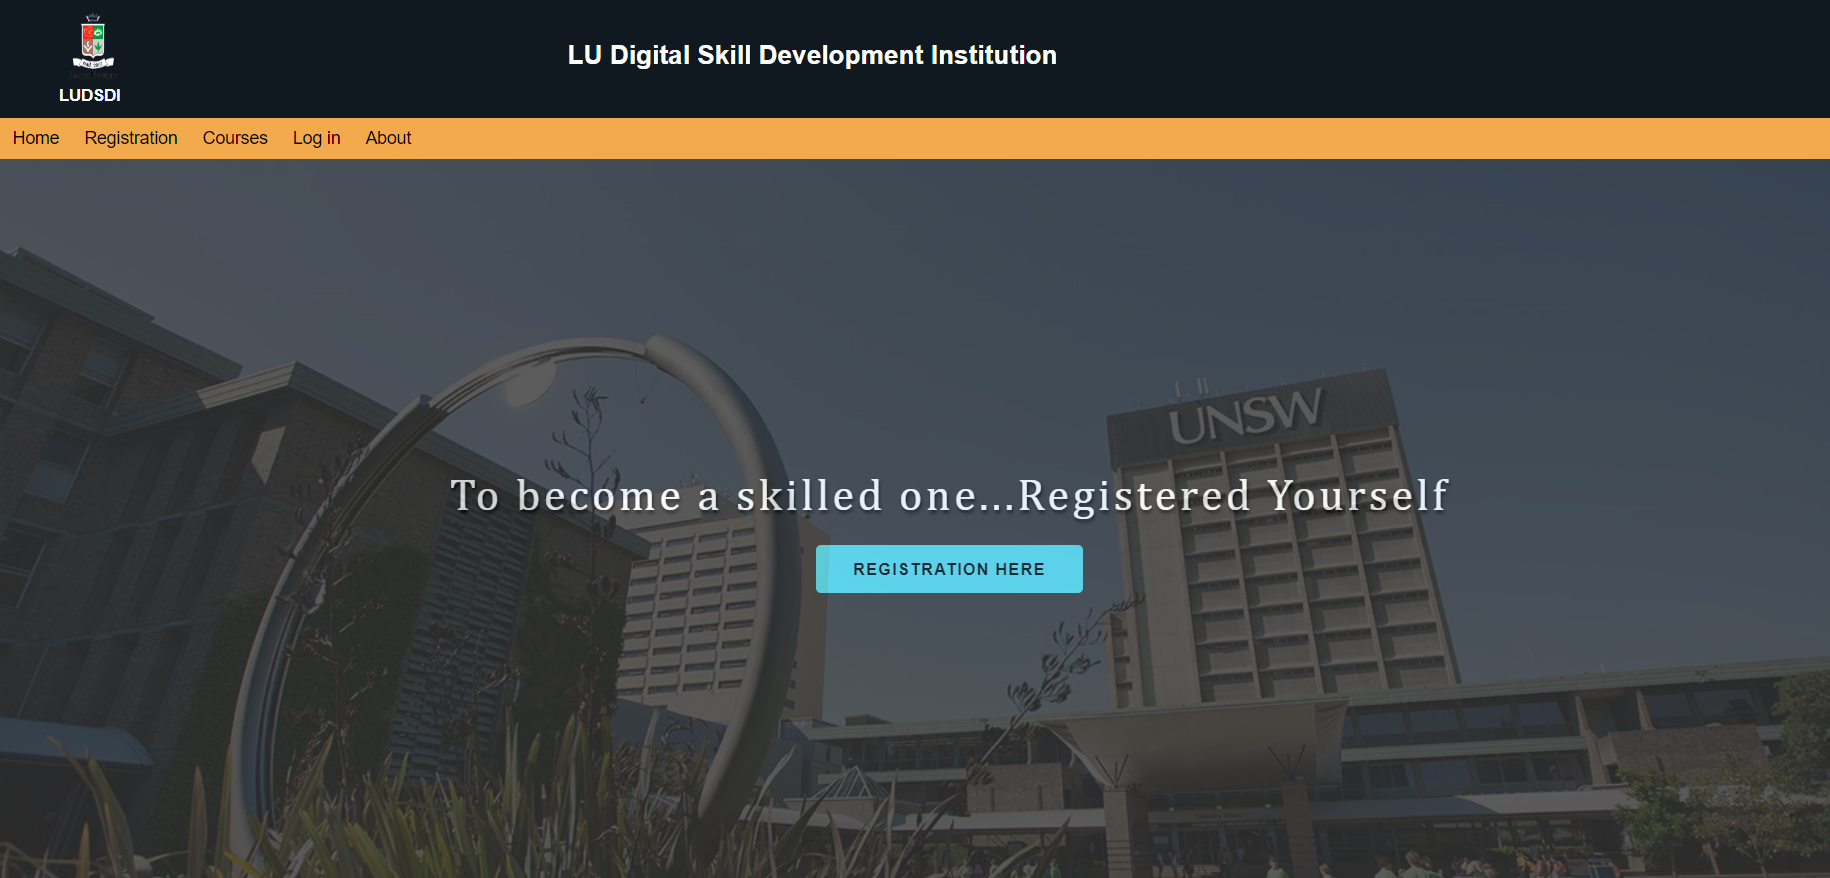 LUDSDI
LU Digital Skill Development Institution
Home Registration Courses Log in About
UNSW
To become a skilled one...Registered Yourself
REGISTRATION HERE